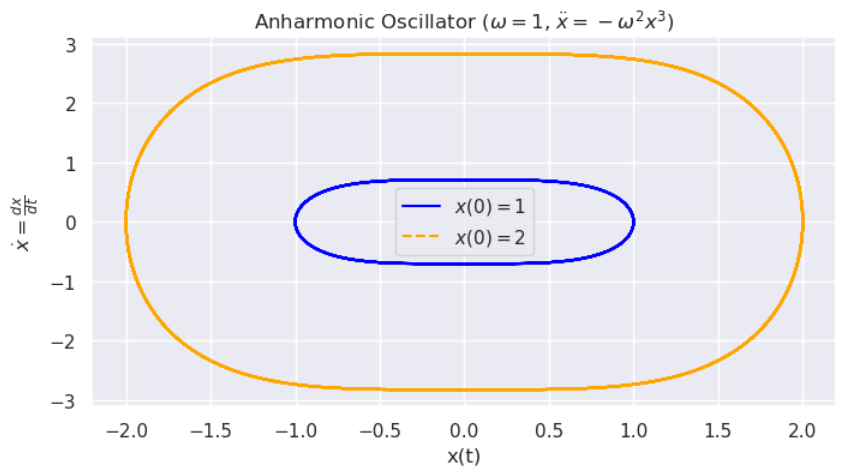 Anharmonic Oscillator (ω = 1, ẍ = −ω²x³)
3
2
1
0
−1
−2
−3
ẋ = dx/dt
x(0) = 1
x(0) = 2
−2.0 −1.5 −1.0 −0.5 0.0 0.5 1.0 1.5 2.0
x(t)